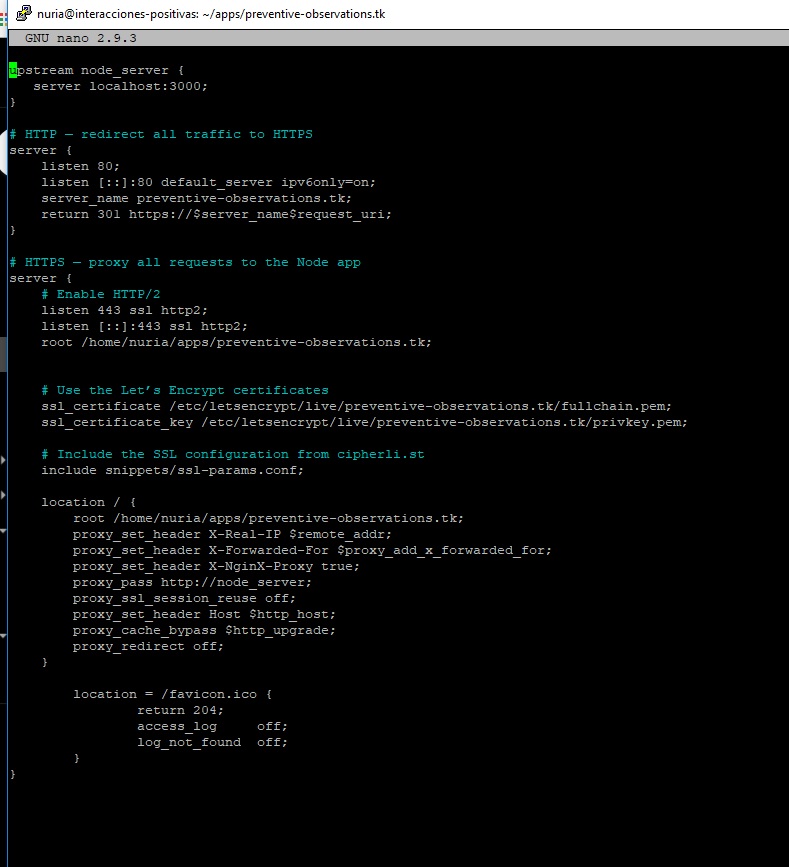 nuria@interacciones-positivas: ~/apps/preventive-observations.tk
GNU nano 2.9.3
upstream node_server {
server localhost:3000;
}
# HTTP — redirect all traffic to HTTPS
server {
listen 80;
listen [::]:80 default_server ipv6only=on;
server_name preventive-observations.tk;
return 301 https://$server_name$request_uri;
}
# HTTPS — proxy all requests to the Node app
server {
# Enable HTTP/2
listen 443 ssl http2;
listen [::]:443 ssl http2;
root /home/nuria/apps/preventive-observations.tk;
# Use the Let’s Encrypt certificates
ssl_certificate /etc/letsencrypt/live/preventive-observations.tk/fullchain.pem;
ssl_certificate_key /etc/letsencrypt/live/preventive-observations.tk/privkey.pem;
# Include the SSL configuration from cipherli.st
include snippets/ssl-params.conf;
location / {
root /home/nuria/apps/preventive-observations.tk;
proxy_set_header X-Real-IP $remote_addr;
proxy_set_header X-Forwarded-For $proxy_add_x_forwarded_for;
proxy_set_header X-NginX-Proxy true;
proxy_pass http://node_server;
proxy_ssl_session_reuse off;
proxy_set_header Host $http_host;
proxy_cache_bypass $http_upgrade;
proxy_redirect off;
}
location = /favicon.ico {
return 204;
access_log     off;
log_not_found  off;
}
}